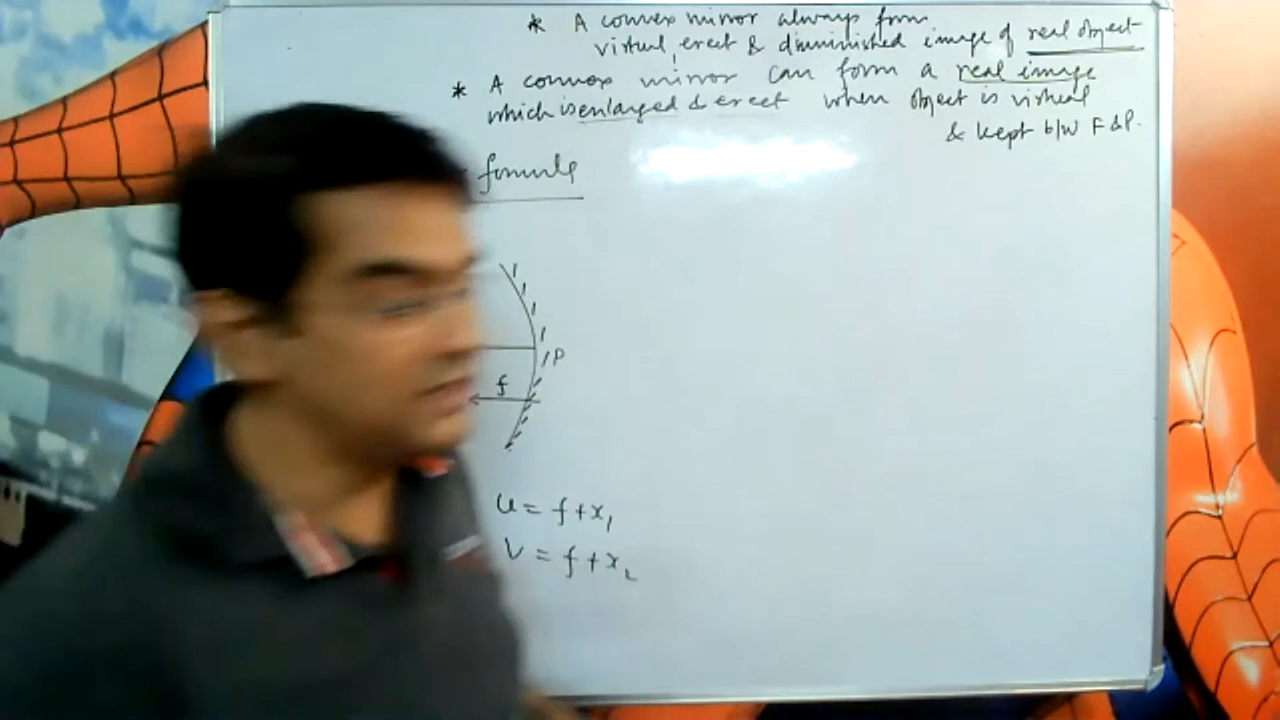 * A convex mirror always form
virtual, erect & diminished image of real object
* A convex mirror can form a real image
which is enlarged & erect when object is virtual
& kept b/w F & P.
formula
P
f
u = f + x₁
v = f + x₂